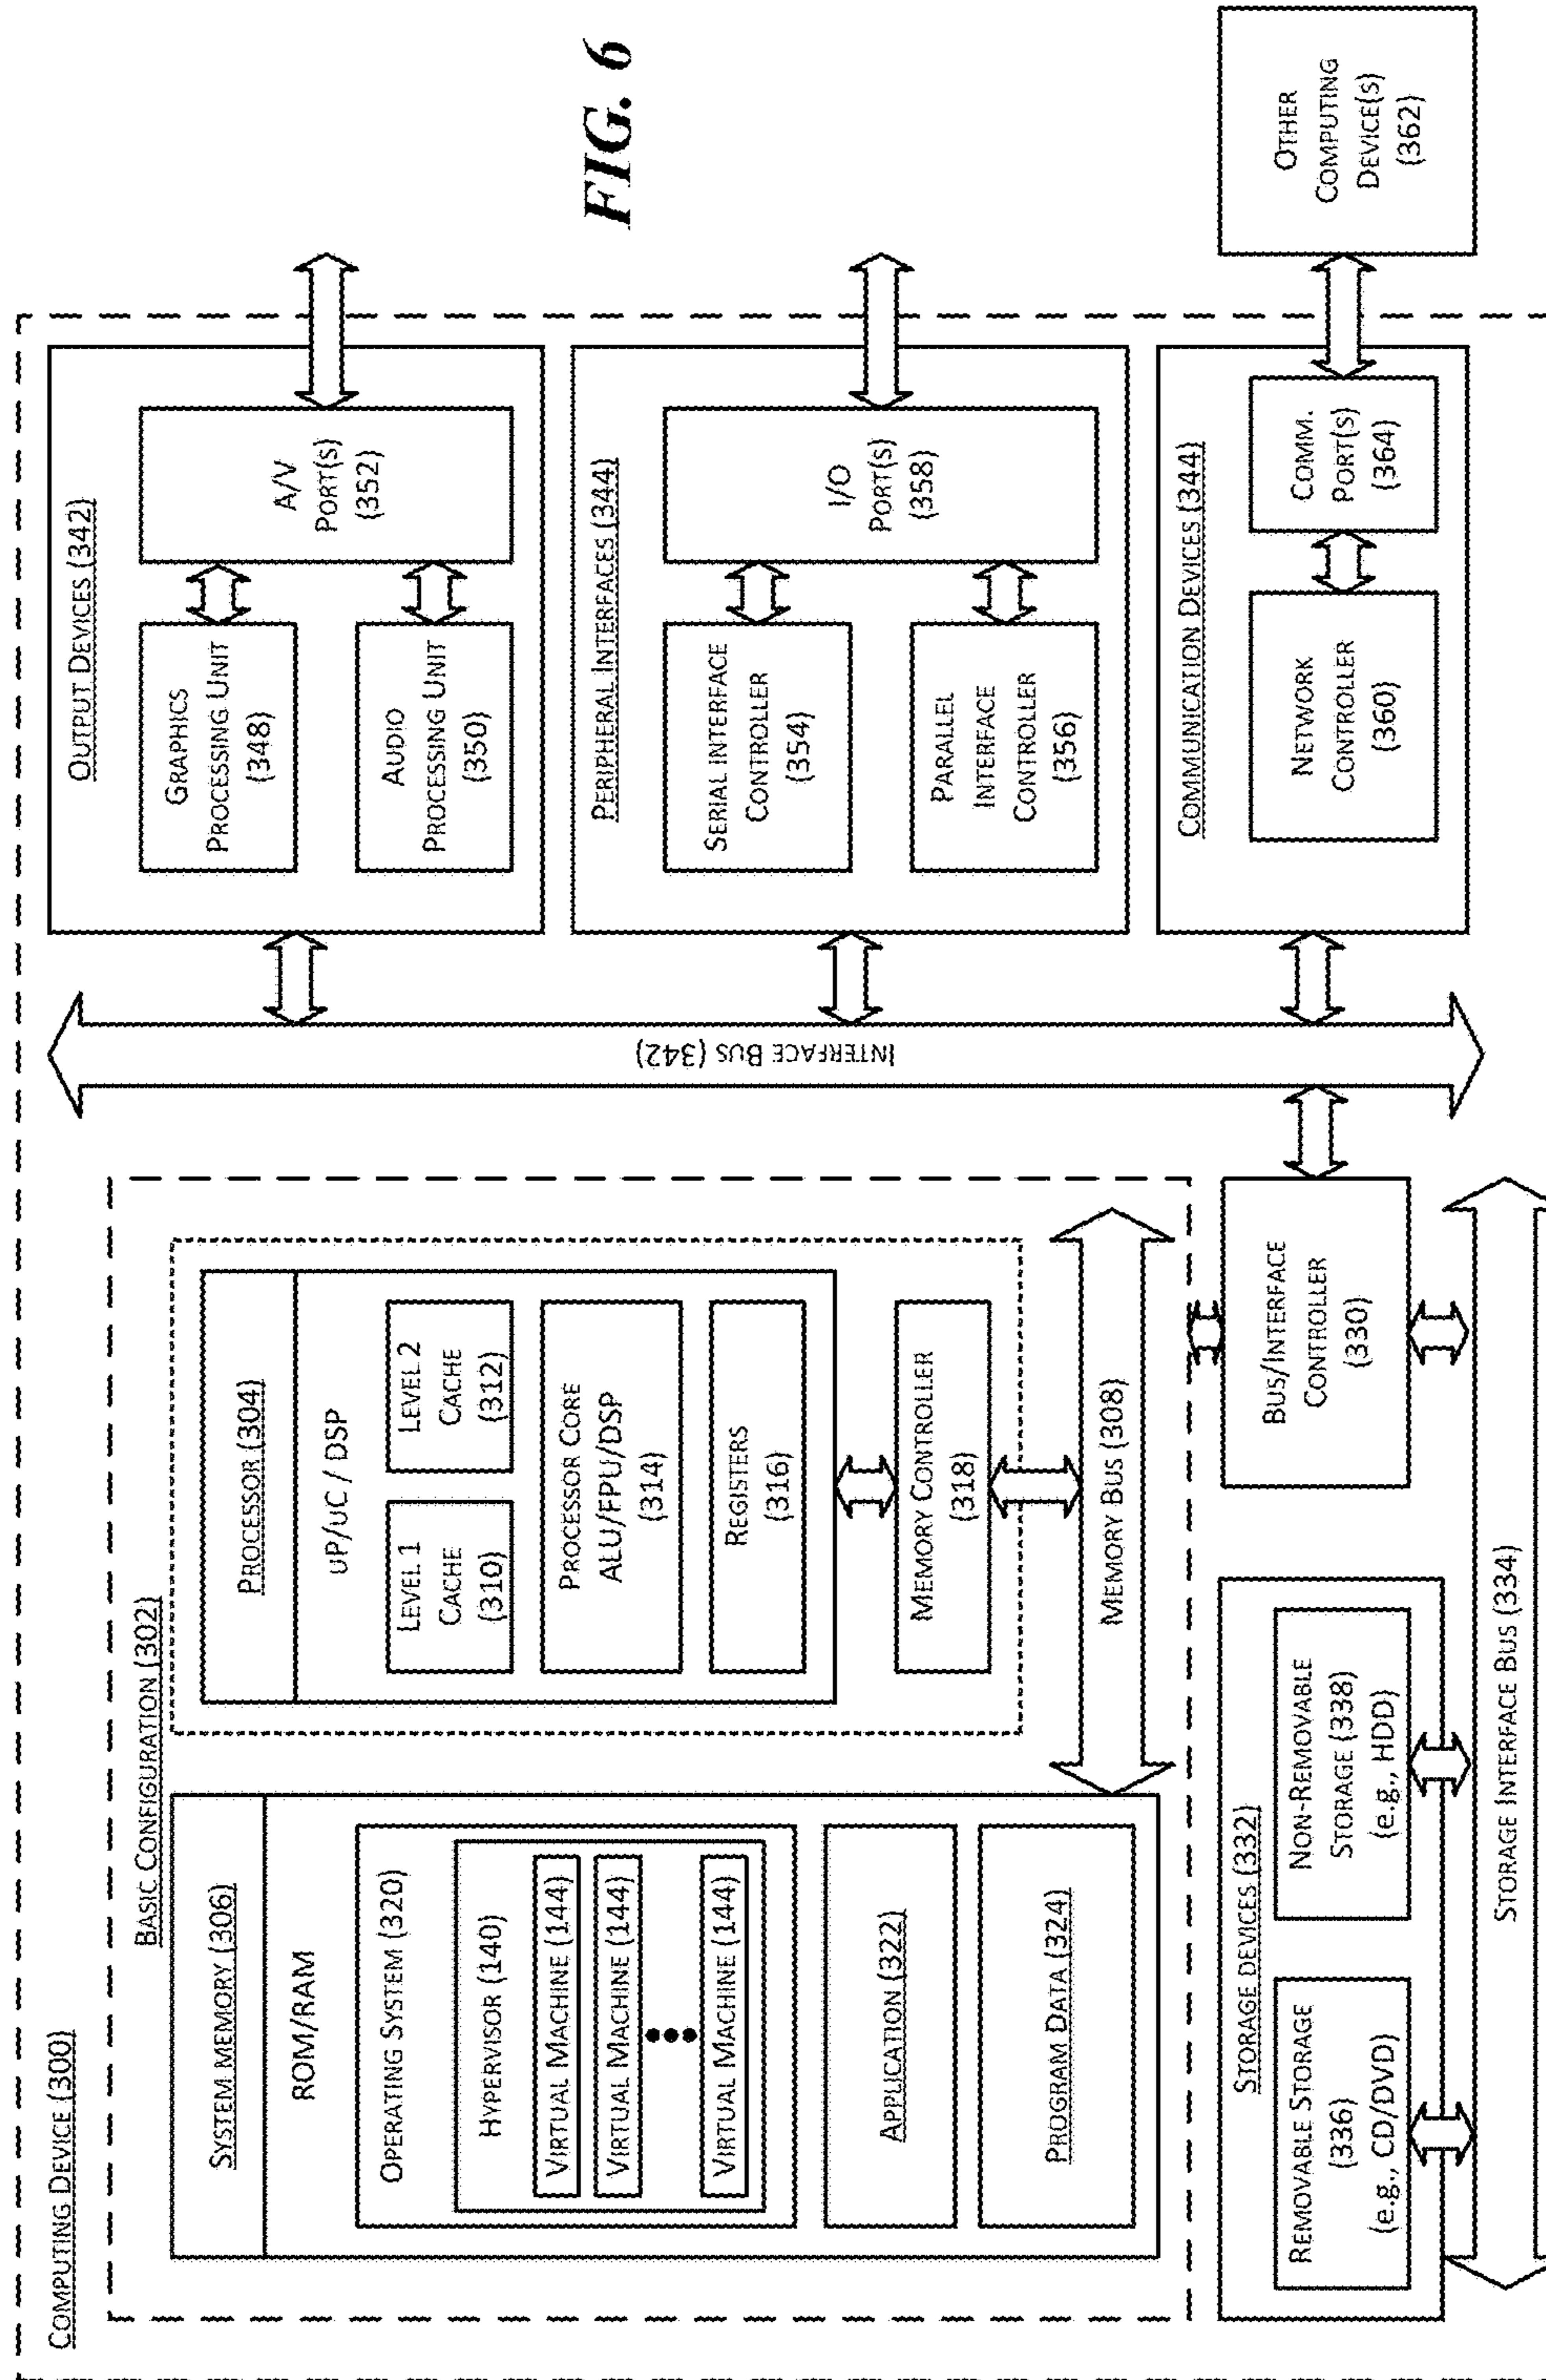 COMPUTING DEVICE (300)
BASIC CONFIGURATION (302)
SYSTEM MEMORY (306)
ROM/RAM
OPERATING SYSTEM (320)
HYPERVISOR (140)
VIRTUAL MACHINE (144)
VIRTUAL MACHINE (144)
VIRTUAL MACHINE (144)
APPLICATION (322)
PROGRAM DATA (324)
PROCESSOR (304)
uP/uC / DSP
LEVEL 1
CACHE
(310)
LEVEL 2
CACHE
(312)
PROCESSOR CORE
ALU/FPU/DSP
(314)
REGISTERS
(316)
MEMORY CONTROLLER
(318)
MEMORY BUS (308)
STORAGE DEVICES (332)
REMOVABLE STORAGE
(336)
(e.g., CD/DVD)
NON-REMOVABLE
STORAGE (338)
(e.g., HDD)
STORAGE INTERFACE BUS (334)
BUS/INTERFACE
CONTROLLER
(330)
INTERFACE BUS (342)
OUTPUT DEVICES (342)
GRAPHICS
PROCESSING UNIT
(348)
AUDIO
PROCESSING UNIT
(350)
A/V
PORT(S)
(352)
PERIPHERAL INTERFACES (344)
SERIAL INTERFACE
CONTROLLER
(354)
PARALLEL
INTERFACE
CONTROLLER
(356)
I/O
PORT(S)
(358)
COMMUNICATION DEVICES (344)
NETWORK
CONTROLLER
(360)
COMM.
PORT(S)
(364)
OTHER
COMPUTING
DEVICE(S)
(362)
FIG. 6